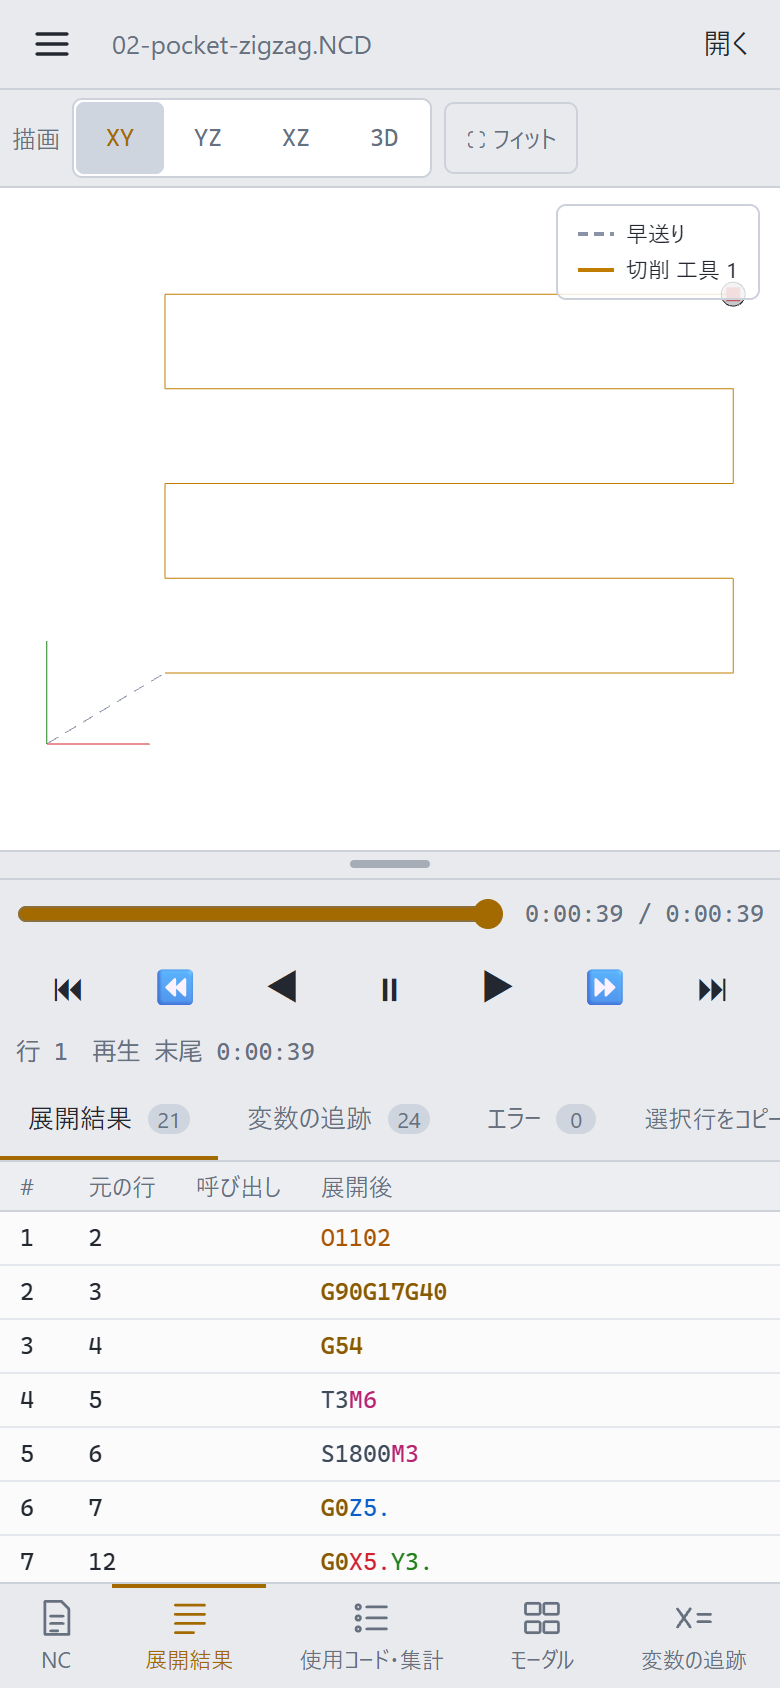 02-pocket-zigzag.NCD
開く
描画 XY YZ XZ 3D フィット
早送り
切削 工具 1
0:00:39 / 0:00:39
行 1 再生 末尾 0:00:39
展開結果 21 変数の追跡 24 エラー 0 選択行をコピー
# 元の行 呼び出し 展開後
1 2 O1102
2 3 G90G17G40
3 4 G54
4 5 T3M6
5 6 S1800M3
6 7 G0Z5.
7 12 G0X5.Y3.
NC 展開結果 使用コード・集計 モーダル 変数の追跡